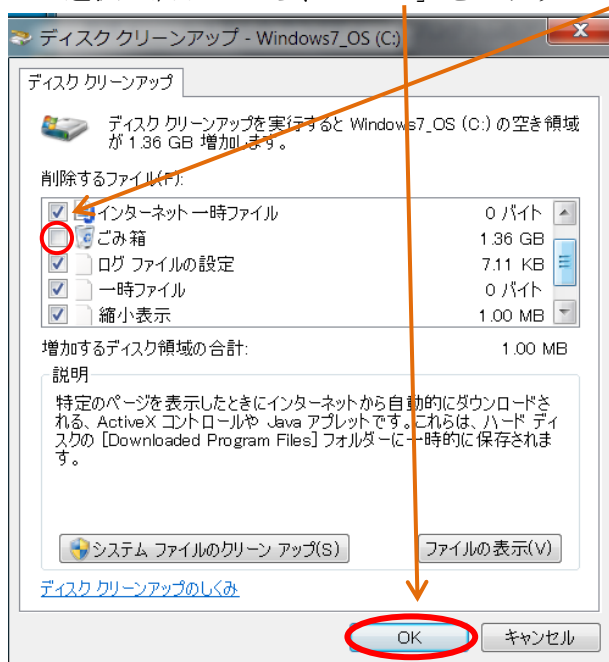 ディスク クリーンアップ - Windows7_OS (C:)
ディスク クリーンアップ
ディスク クリーンアップを実行すると Windows7_OS (C:) の空き領域
が 1.36 GB 増加します。
削除するファイル(F):
インターネット一時ファイル 0 バイト
ごみ箱 1.36 GB
ログ ファイルの設定 7.11 KB
一時ファイル 0 バイト
縮小表示 1.00 MB
増加するディスク領域の合計: 1.00 MB
説明
特定のページを表示したときにインターネットから自動的にダウンロードさ
れる、ActiveX コントロールや Java アプレットです。これらは、ハード ディ
スクの [Downloaded Program Files] フォルダーに一時的に保存されま
す。
システム ファイルのクリーン アップ(S) ファイルの表示(V)
ディスク クリーンアップのしくみ
OK キャンセル